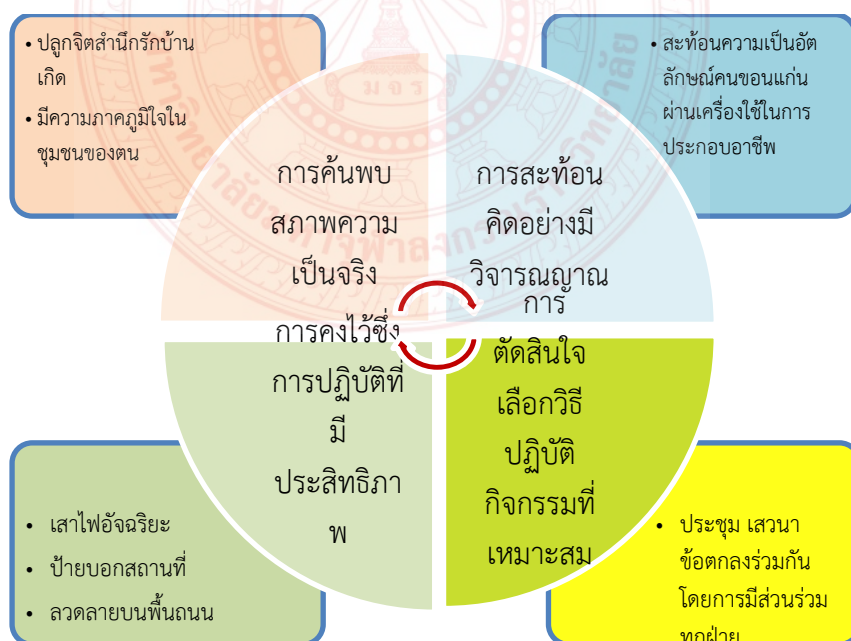 • ปลูกจิตสำนึกรักบ้าน
เกิด
• มีความภาคภูมิใจใน
ชุมชนของตน
• สะท้อนความเป็นอัต
ลักษณ์คนขอนแก่น
ผ่านเครื่องใช้ในการ
ประกอบอาชีพ
การค้นพบ
สภาพความ
เป็นจริง
การสะท้อน
คิดอย่างมี
วิจารณญาณ
การคงไว้ซึ่ง
การปฏิบัติที่
มี
ประสิทธิภา
พ
การ
ตัดสินใจ
เลือกวิธี
ปฏิบัติ
กิจกรรมที่
เหมาะสม
• เสาไฟอัจฉริยะ
• ป้ายบอกสถานที่
• ลวดลายบนพื้นถนน
• ประชุม เสวนา
ข้อตกลงร่วมกัน
โดยการมีส่วนร่วม
ทุกฝ่าย
มจร